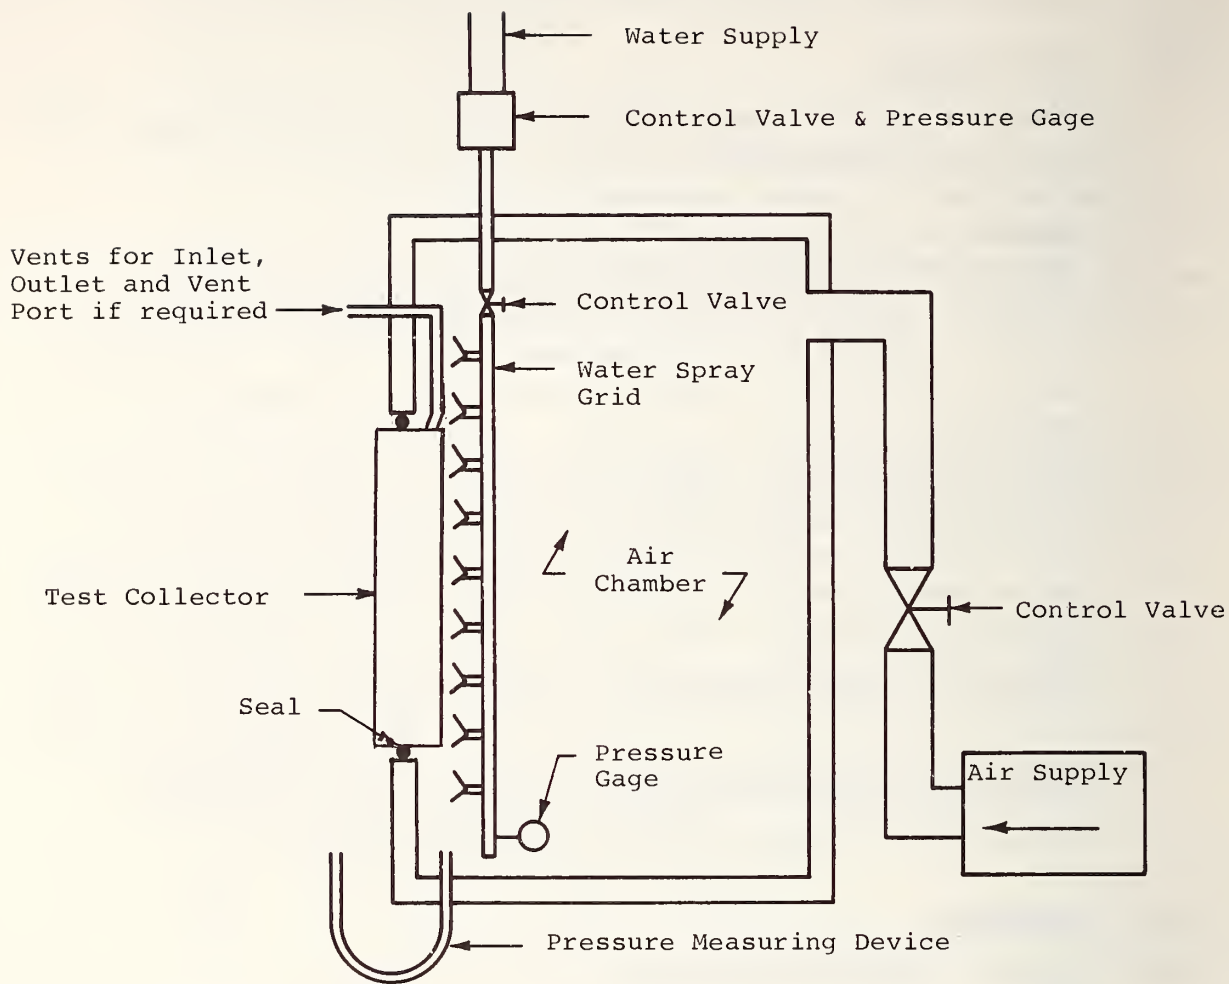 Water Supply
Control Valve & Pressure Gage
Vents for Inlet,
Outlet and Vent
Port if required
Control Valve
Water Spray
Grid
Air
Chamber
Test Collector
Control Valve
Seal
Pressure
Gage
Air Supply
Pressure Measuring Device